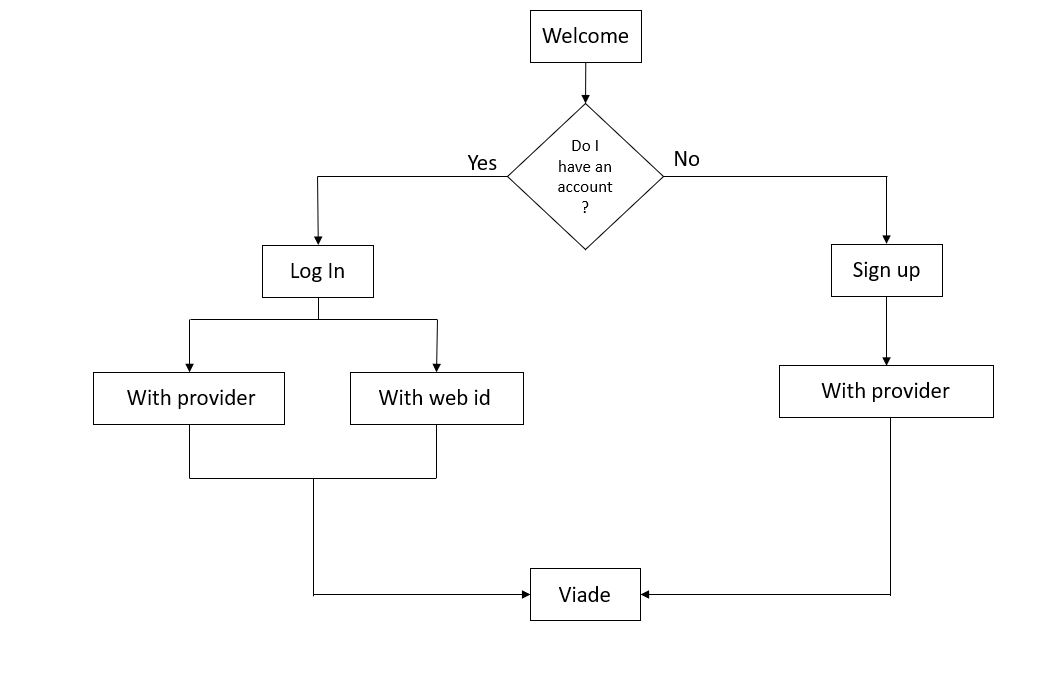 Welcome
Do I
have an
account
?
Yes
No
Log In
Sign up
With provider
With web id
With provider
Viade